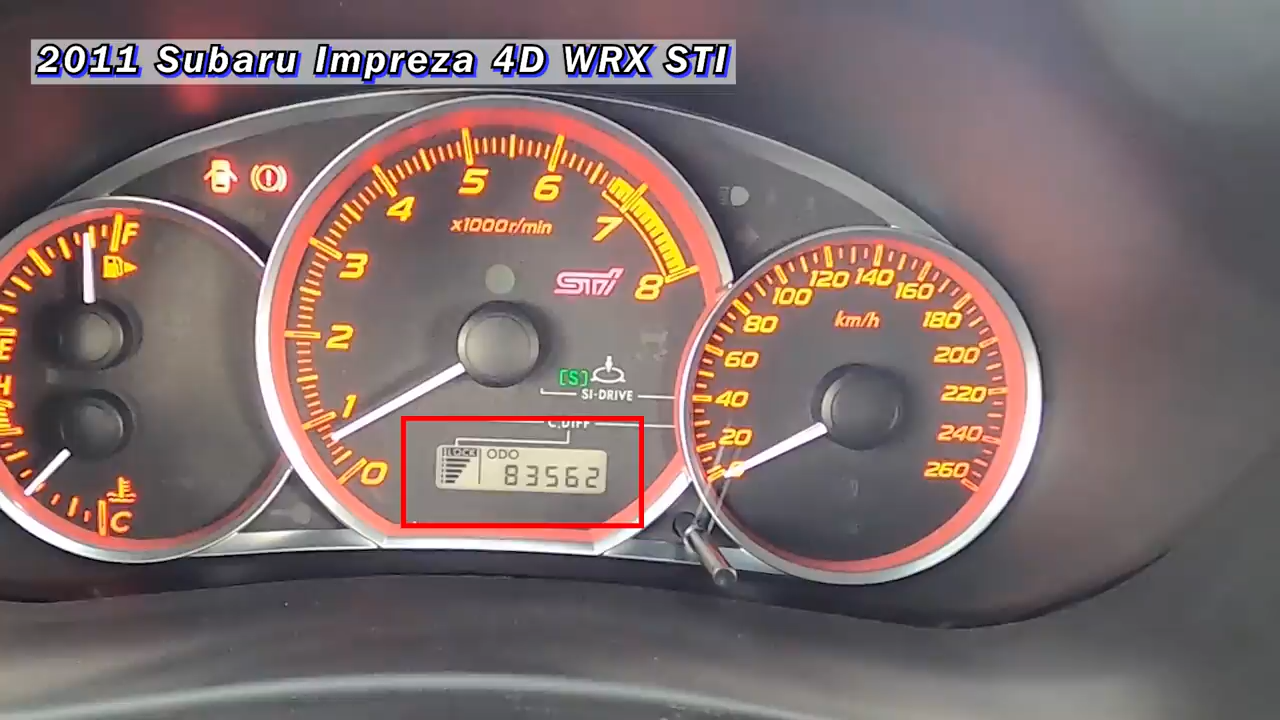 2011 Subaru Impreza 4D WRX STI
F
E
H
C
0
1
2
3
4
5
6
7
8
x1000r/min
STI
[S]
SI-DRIVE
C.DIFF
LOCK
ODO
83562
0
20
40
60
80
100
120
140
160
180
200
220
240
260
km/h